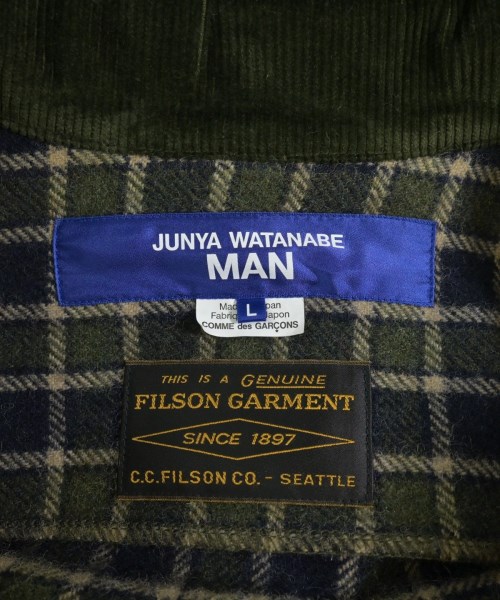 JUNYA WATANABE
MAN
L
COMME des GARÇONS
THIS IS A GENUINE
FILSON GARMENT
SINCE 1897
C.C.FILSON CO. - SEATTLE